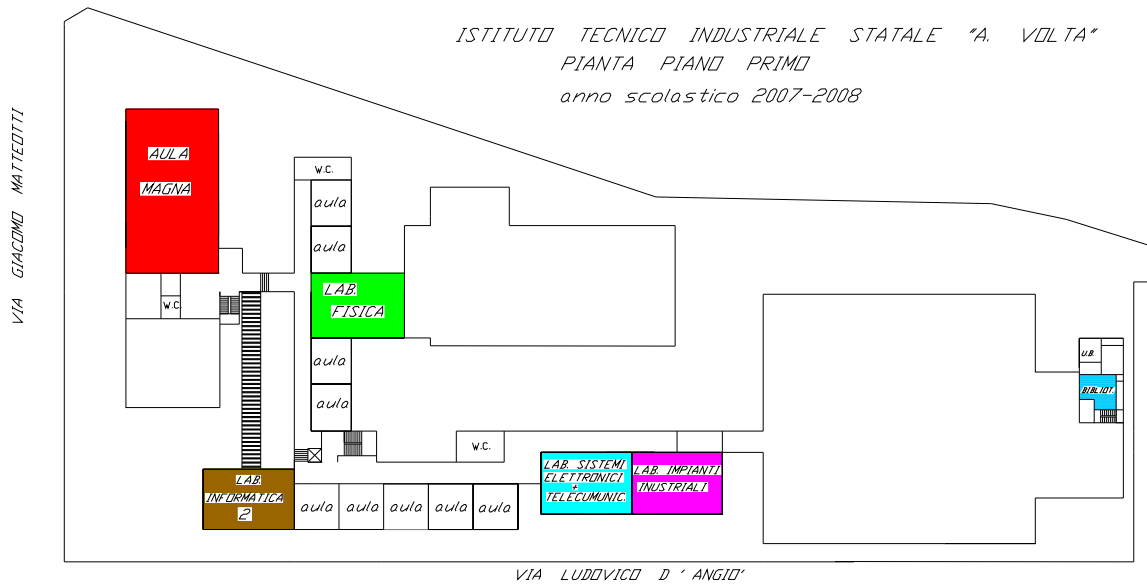 ISTITUTO TECNICO INDUSTRIALE STATALE "A. VOLTA"
PIANTA PIANO PRIMO
anno scolastico 2007-2008
VIA GIACOMO MATTEOTTI
AULA
MAGNA
W.C.
aula
aula
LAB.
FISICA
W.C.
aula
aula
U.B.
BIBLIOT.
W.C.
LAB. SISTEMI
ELETTRONICI
+
TELECUMUNIC.
LAB. IMPIANTI
INUSTRIALI
LAB.
INFORMATICA
2
aula aula aula aula aula
VIA LUDOVICO D ' ANGIO'